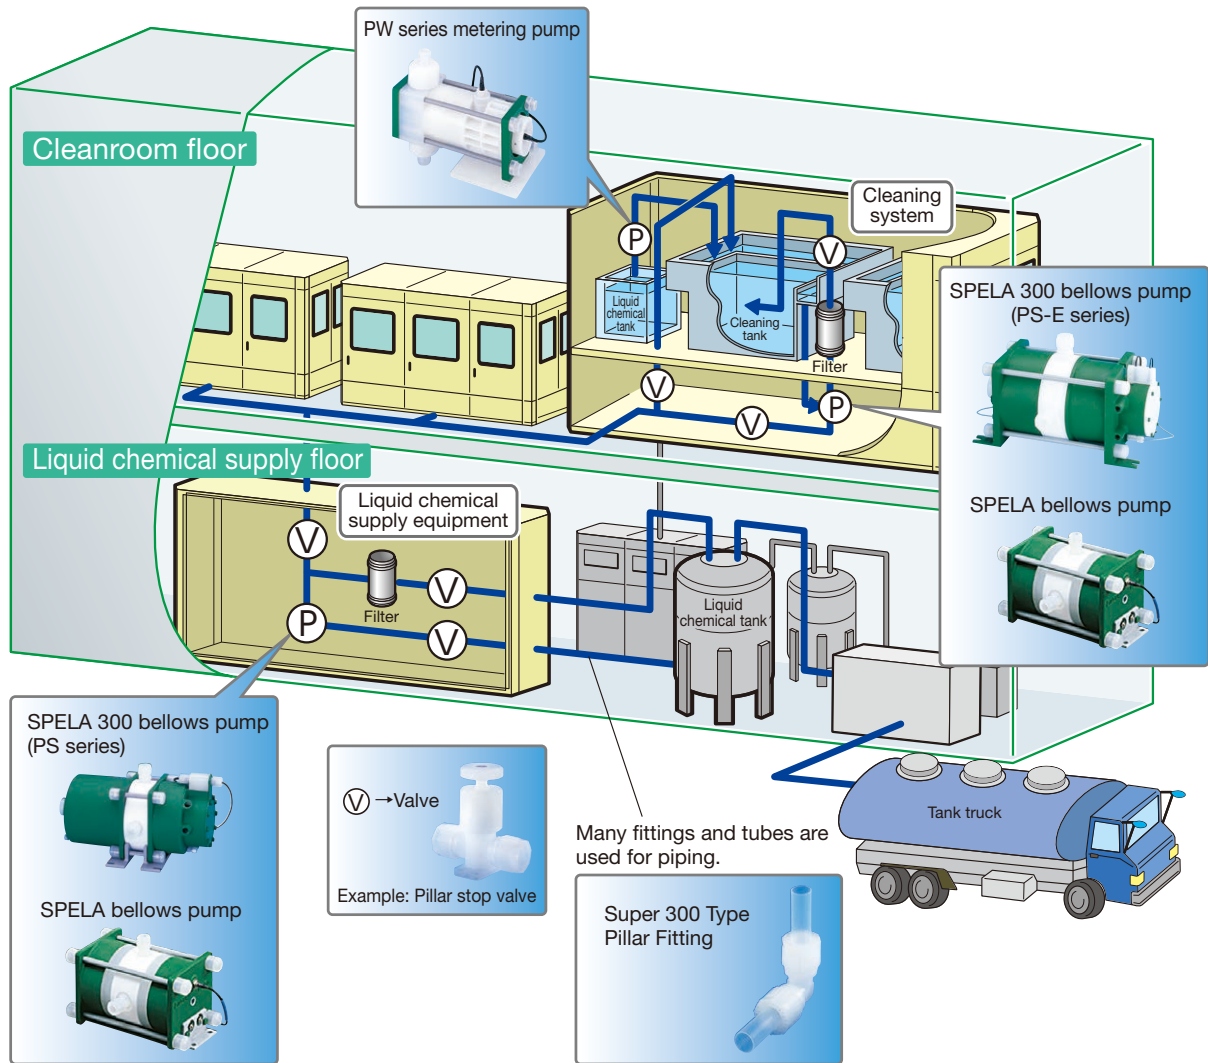 PW series metering pump
Cleanroom floor
Cleaning
system
P
V
Liquid
chemical
tank
Cleaning
tank
Filter
SPELA 300 bellows pump
(PS-E series)
V
P
V
Liquid chemical supply floor
Liquid chemical
supply equipment
SPELA bellows pump
V
V
Filter
Liquid
chemical tank
P
V
SPELA 300 bellows pump
(PS series)
V →Valve
Example: Pillar stop valve
Many fittings and tubes are
used for piping.
Tank truck
SPELA bellows pump
Super 300 Type
Pillar Fitting